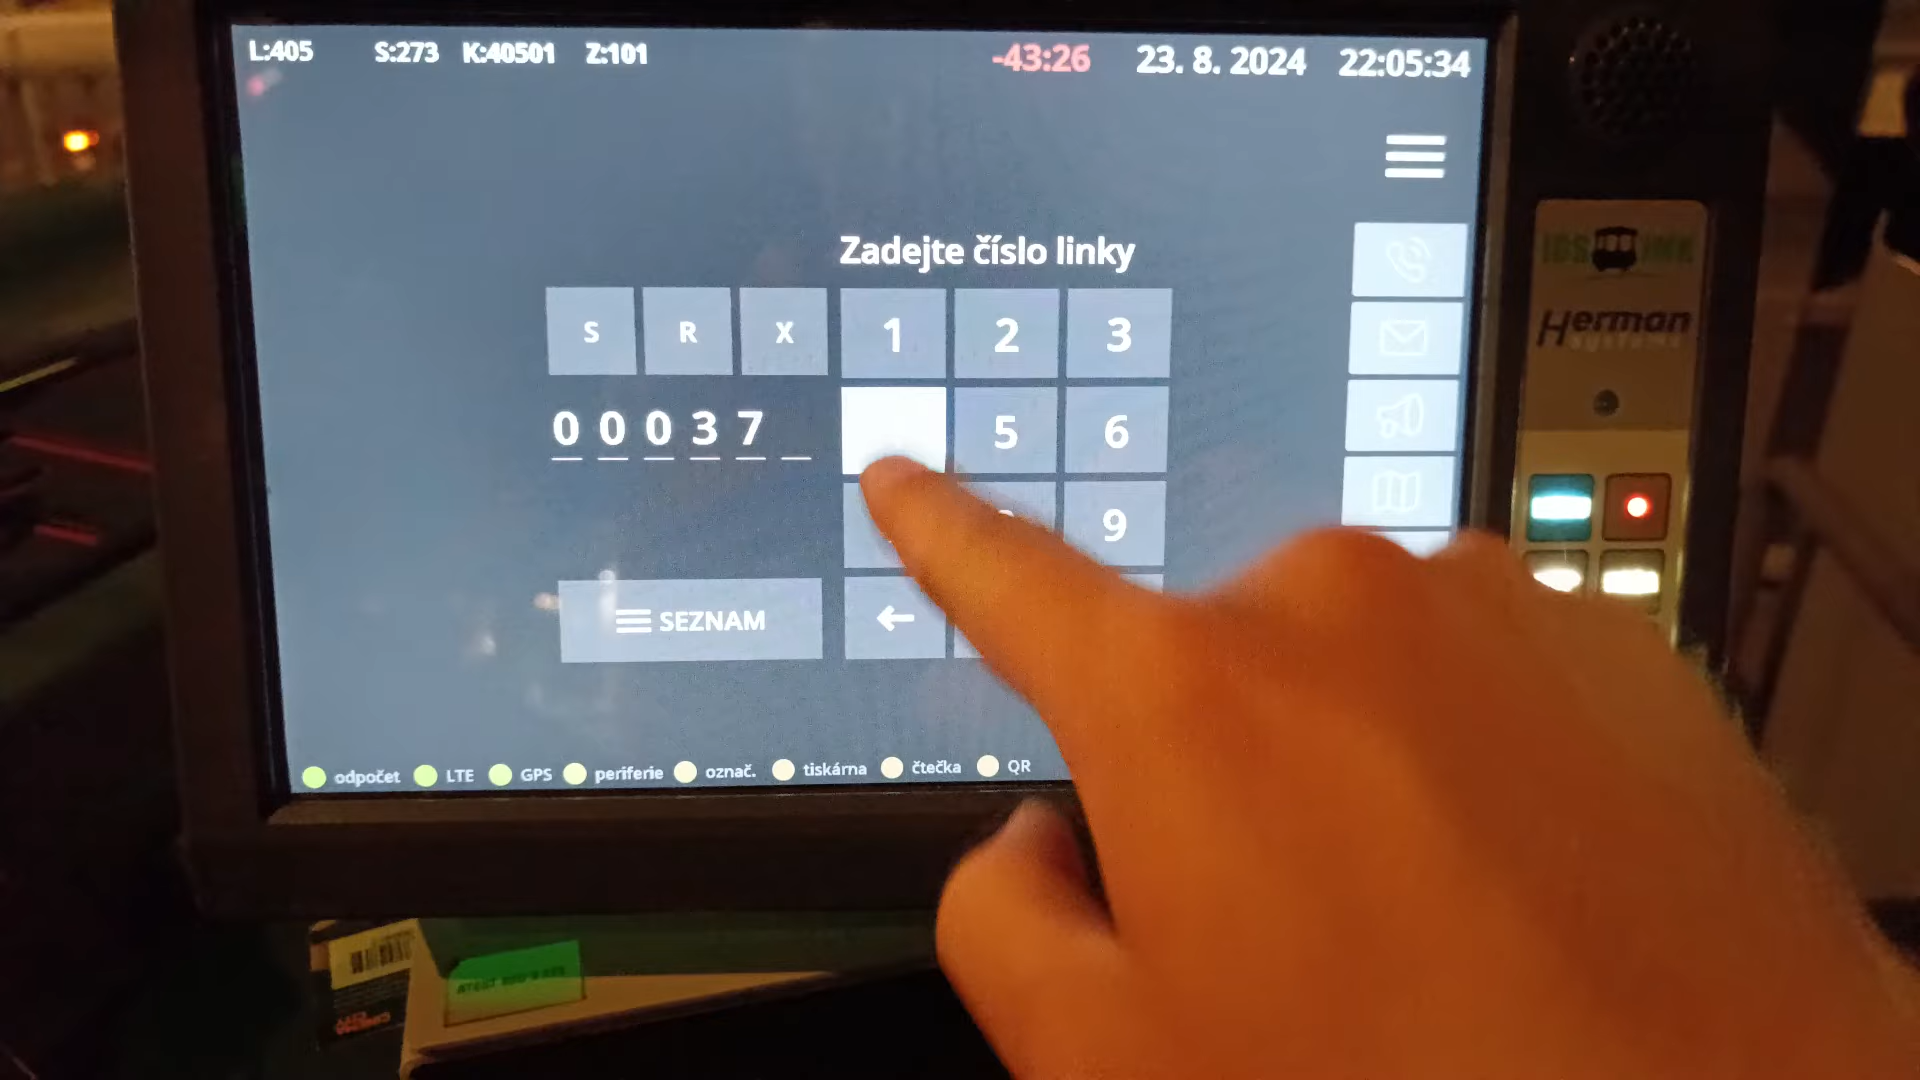 L:405 S:273 K:40501 Z:101 -43:26 23. 8. 2024 22:05:34
Zadejte číslo linky
S R X 1 2 3
0 0 0 3 7 _ 5 6
9
SEZNAM
odpočet LTE GPS periferie označ. tiskárna čtečka QR
Herman
systems